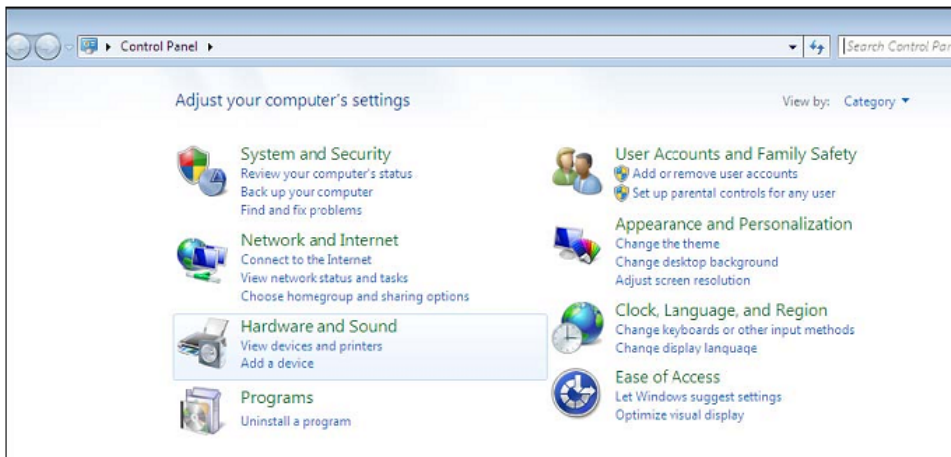 Control Panel
Search Control Par
Adjust your computer's settings
View by: Category
System and Security
Review your computer's status
Back up your computer
Find and fix problems
Network and Internet
Connect to the Internet
View network status and tasks
Choose homegroup and sharing options
Hardware and Sound
View devices and printers
Add a device
Programs
Uninstall a program
User Accounts and Family Safety
Add or remove user accounts
Set up parental controls for any user
Appearance and Personalization
Change the theme
Change desktop background
Adjust screen resolution
Clock, Language, and Region
Change keyboards or other input methods
Change display language
Ease of Access
Let Windows suggest settings
Optimize visual display